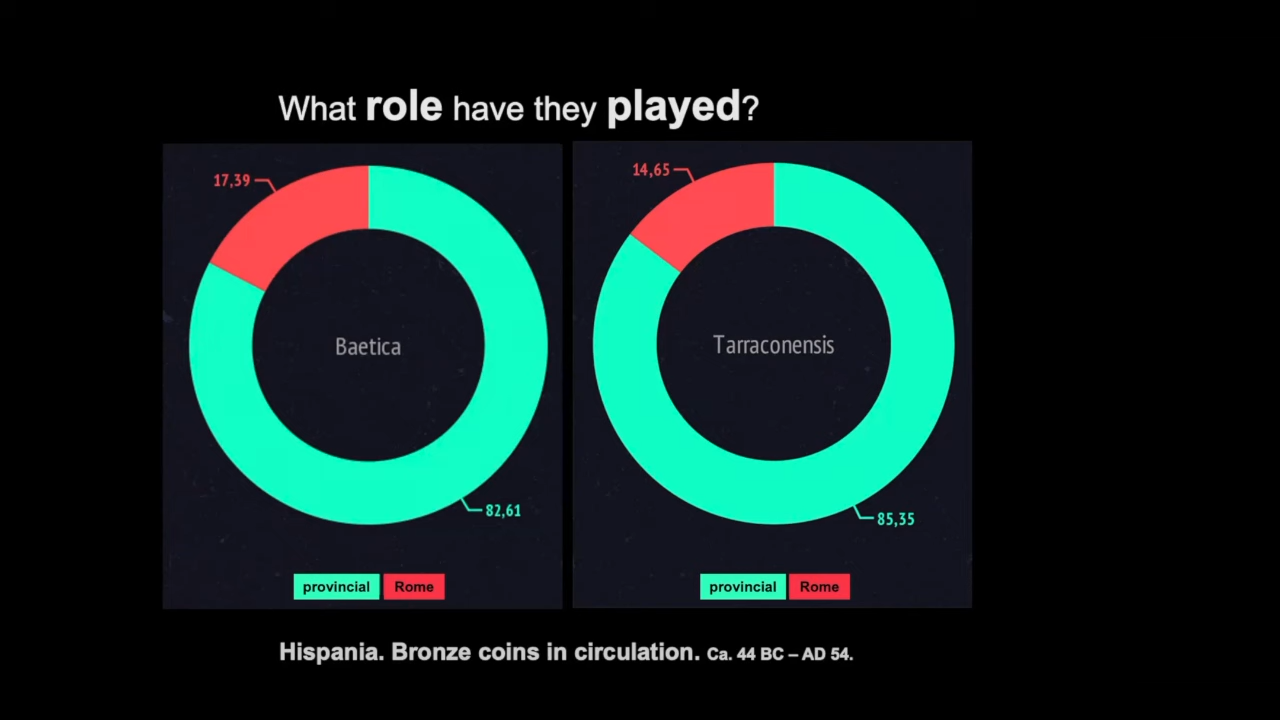 What role have they played?
17,39
Baetica
82,61
provincial Rome
14,65
Tarraconensis
85,35
provincial Rome
Hispania. Bronze coins in circulation. Ca. 44 BC – AD 54.